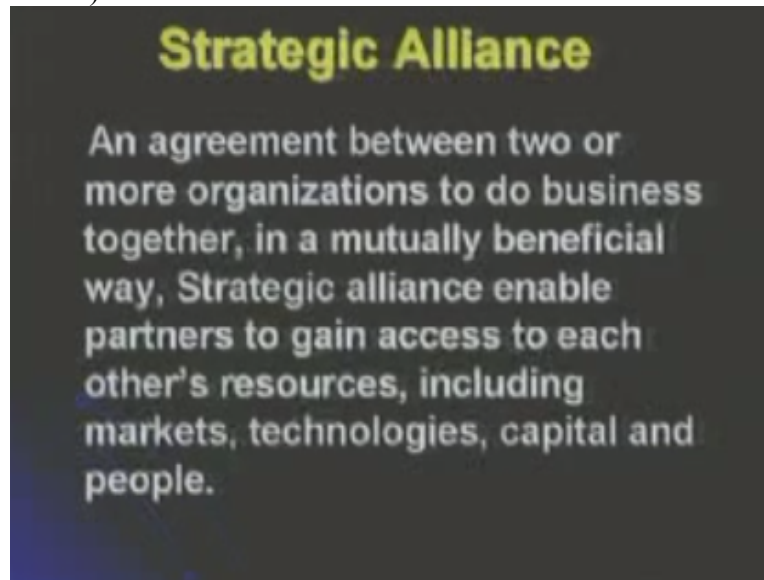 Strategic Alliance
An agreement between two or
more organizations to do business
together, in a mutually beneficial
way, Strategic alliance enable
partners to gain access to each
other's resources, including
markets, technologies, capital and
people.